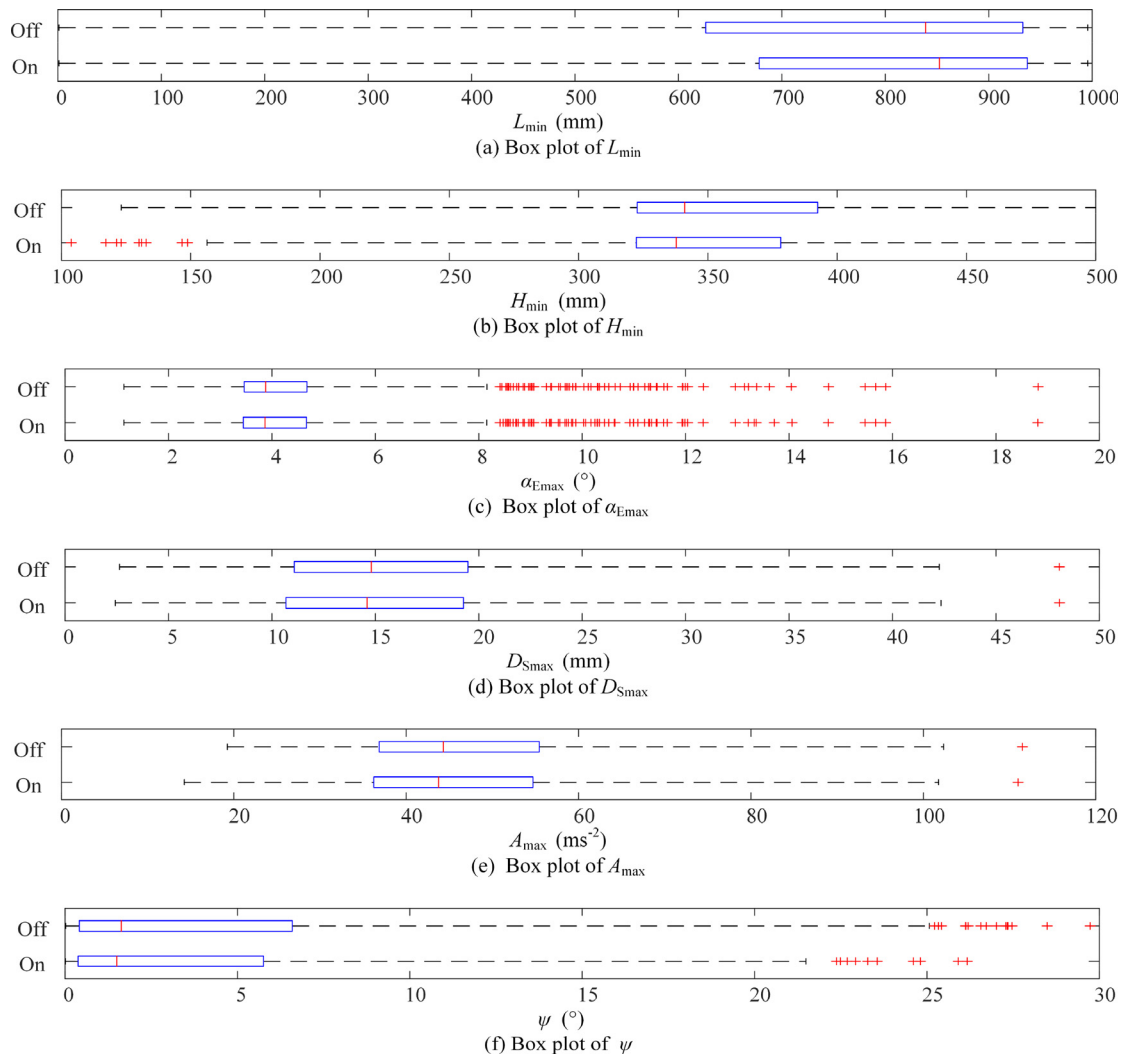 Off
On
0 100 200 300 400 500 600 700 800 900 1000
Lmin (mm)
(a) Box plot of Lmin
Off
On
100 150 200 250 300 350 400 450 500
Hmin (mm)
(b) Box plot of Hmin
Off
On
0 2 4 6 8 10 12 14 16 18 20
αEmax (°)
(c) Box plot of αEmax
Off
On
0 5 10 15 20 25 30 35 40 45 50
DSmax (mm)
(d) Box plot of DSmax
Off
On
0 20 40 60 80 100 120
Amax (ms-2)
(e) Box plot of Amax
Off
On
0 5 10 15 20 25 30
ψ (°)
(f) Box plot of ψ